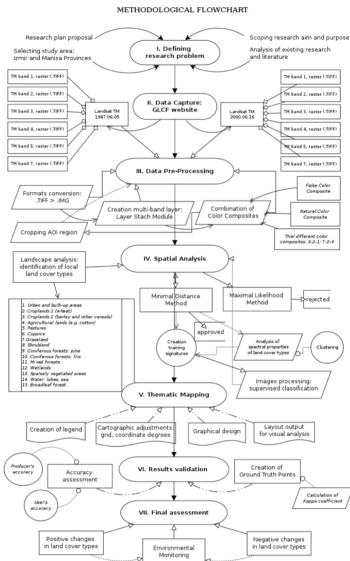 METHODOLOGICAL FLOWCHART
Research plan proposal
Scoping research aim and purpose
Selecting study area:
Izmir and Manisa Provinces
I. Defining
research problem
Analysis of existing research
and literature
TM band 1, raster (.TIFF)
TM band 2, raster (.TIFF)
TM band 3, raster (.TIFF)
TM band 4, raster (.TIFF)
TM band 5, raster (.TIFF)
TM band 7, raster (.TIFF)
Landsat TM
1987.06.05
II. Data Capture:
GLCF website
Landsat TM
2000.06.16
TM band 1, raster (.TIFF)
TM band 2, raster (.TIFF)
TM band 3, raster (.TIFF)
TM band 4, raster (.TIFF)
TM band 5, raster (.TIFF)
TM band 7, raster (.TIFF)
III. Data Pre-Processing
Formats conversion:
.TIFF > .IMG
Cropping AOI region
Creation multi-band layer:
Layer Stach Module
Combination of
Color Composites
False Color
Composite
Natural Color
Composite
Trial different color
composites: 3-2-1; 7-2-4
Landscape analysis:
identification of local
land cover types
IV. Spatial Analysis
Minimal Distance
Method
Maximal Likelihood
Method
rejected
approved
1. Urban and built-up areas
2. Croplands 1 (wheat)
3. Croplands 2 (barley and other cereals)
4. Agricultural lands (e.g. cotton)
5. Pastures
6. Coppice
7. Grassland
8. Shrubland
9. Coniferous forests: pine
10. Coniferous forests: firs
11. Mixed forests
12. Wetlands
13. Sparsely vegetated areas
14. Water: lakes, sea
15. Broadleaf forest
Creation
training
signatures
Analysis of
spectral properties
of land cover types
Clustering
Images processing:
supervised classification
V. Thematic Mapping
Creation of legend
Cartographic adjustments:
grid, coordinate degrees
Graphical design
Layout output
for visual analysis
Producer's
accuracy
Accuracy
assessment
User's
accuracy
VI. Results validation
Creation of
Ground Truth Points
Calculation of
Kappa coefficient
VII. Final assessment
Positive changes
in land cover types
Environmental
Monitoring
Negative changes
in land cover types